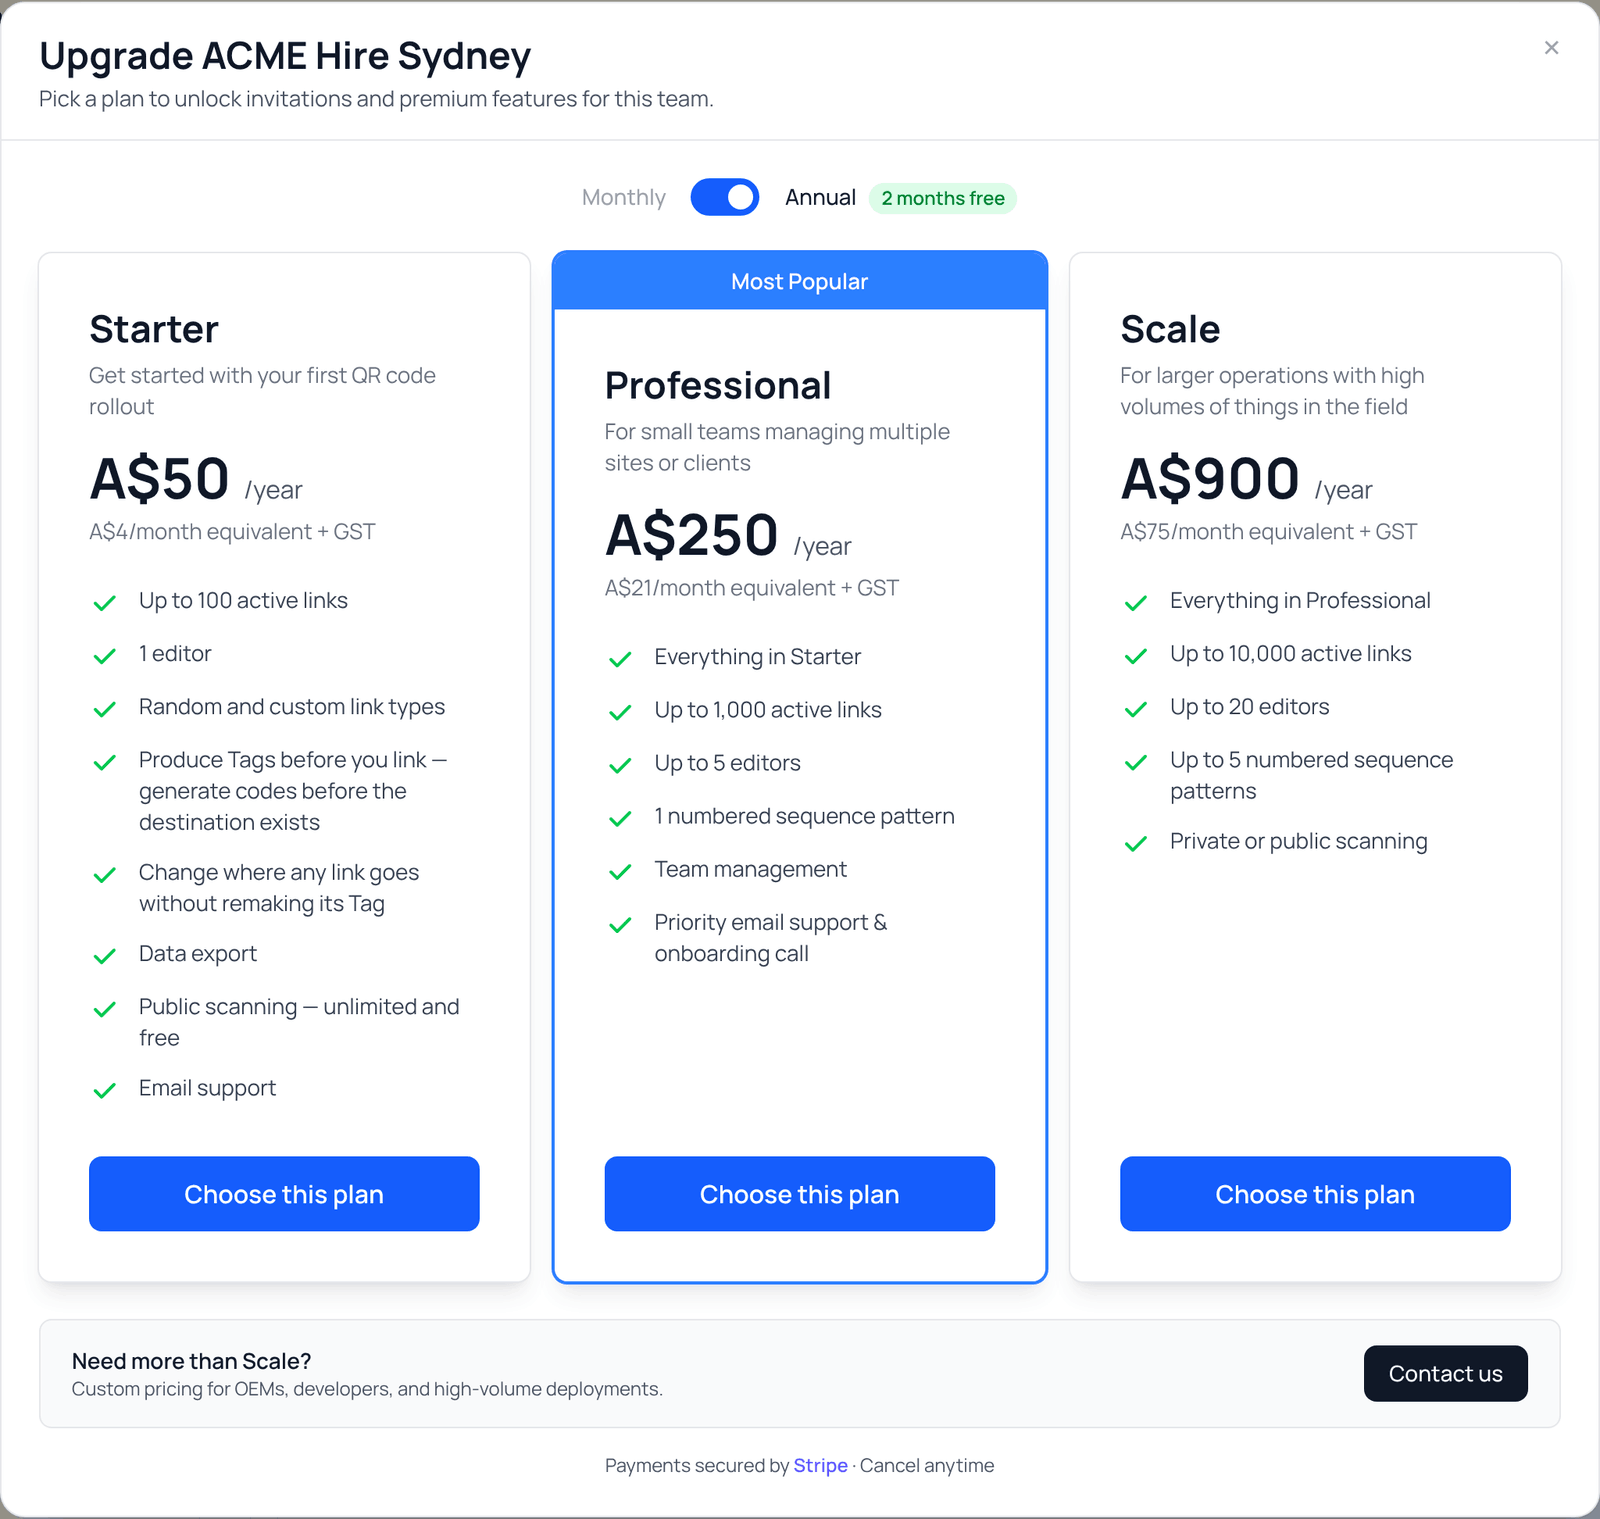 Upgrade ACME Hire Sydney
Pick a plan to unlock invitations and premium features for this team.
Monthly
Annual
2 months free
Starter
Get started with your first QR code
rollout
A$50 /year
A$4/month equivalent + GST
Up to 100 active links
1 editor
Random and custom link types
Produce Tags before you link —
generate codes before the
destination exists
Change where any link goes
without remaking its Tag
Data export
Public scanning — unlimited and
free
Email support
Choose this plan
Most Popular
Professional
For small teams managing multiple
sites or clients
A$250 /year
A$21/month equivalent + GST
Everything in Starter
Up to 1,000 active links
Up to 5 editors
1 numbered sequence pattern
Team management
Priority email support &
onboarding call
Choose this plan
Scale
For larger operations with high
volumes of things in the field
A$900 /year
A$75/month equivalent + GST
Everything in Professional
Up to 10,000 active links
Up to 20 editors
Up to 5 numbered sequence
patterns
Private or public scanning
Choose this plan
Need more than Scale?
Custom pricing for OEMs, developers, and high-volume deployments.
Contact us
Payments secured by Stripe · Cancel anytime